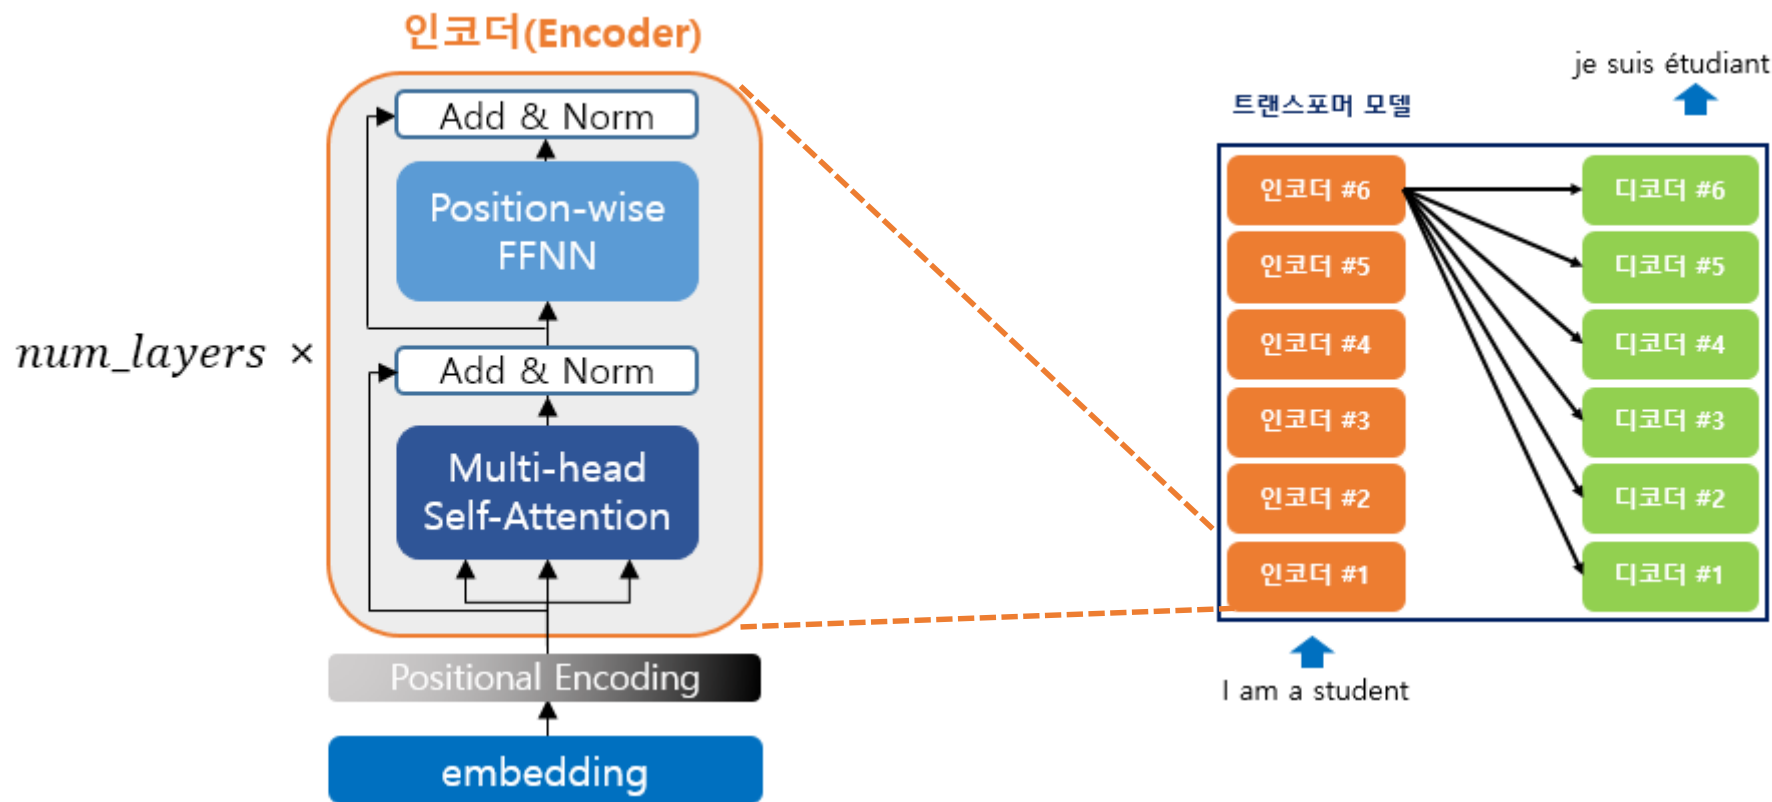 인코더(Encoder)
Add & Norm
Position-wise
FFNN
num_layers ×
Add & Norm
Multi-head
Self-Attention
Positional Encoding
embedding
je suis étudiant
트랜스포머 모델
인코더 #6
디코더 #6
인코더 #5
디코더 #5
인코더 #4
디코더 #4
인코더 #3
디코더 #3
인코더 #2
디코더 #2
인코더 #1
디코더 #1
I am a student